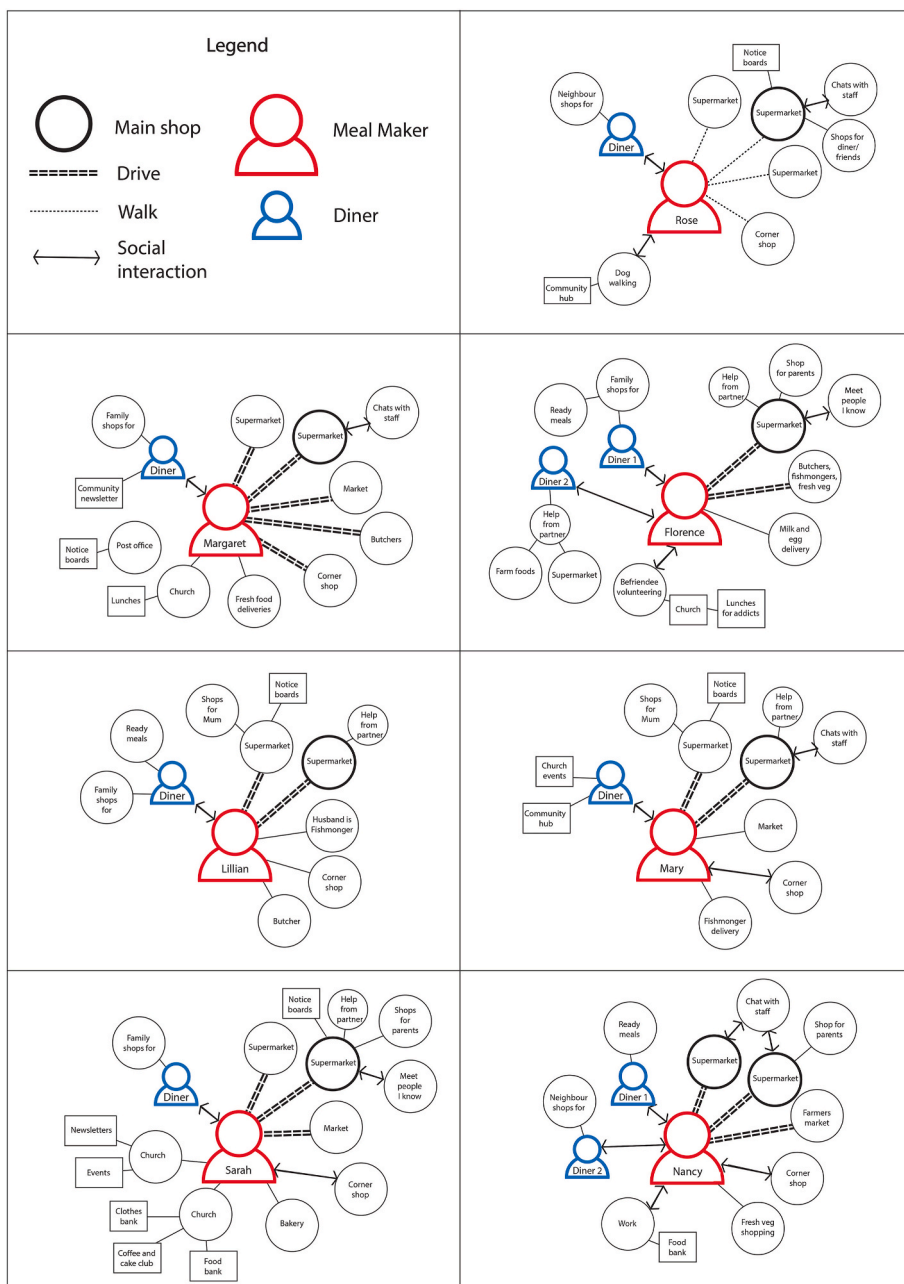 Legend
Main shop
Drive
Walk
Social
interaction
Meal Maker
Diner
Neighbour
shops for
Diner
Supermarket
Notice
boards
Supermarket
Chats with
staff
Shops for
diner/
friends
Supermarket
Corner
shop
Rose
Dog
walking
Community
hub
Family
shops for
Diner
Community
newsletter
Supermarket
Supermarket
Chats with
staff
Market
Butchers
Corner
shop
Margaret
Notice
boards
Post office
Lunches
Church
Fresh food
deliveries
Family
shops for
Ready
meals
Diner 1
Diner 2
Help
from
partner
Farm foods
Supermarket
Help
from
partner
Shop
for parents
Supermarket
Meet
people
I know
Butchers,
fishmongers,
fresh veg
Milk and
egg
delivery
Florence
Befriendee
volunteering
Church
Lunches
for addicts
Ready
meals
Family
shops
for
Diner
Shops
for
Mum
Notice
boards
Supermarket
Help
from
partner
Supermarket
Husband is
Fishmonger
Corner
shop
Butcher
Lillian
Church
events
Community
hub
Diner
Shops
for
Mum
Notice
boards
Supermarket
Help
from
partner
Supermarket
Chats with
staff
Market
Corner
shop
Fishmonger
delivery
Mary
Family
shops for
Diner
Supermarket
Notice
boards
Help
from
partner
Shops
for
parents
Supermarket
Meet
people
I know
Market
Corner
shop
Bakery
Sarah
Newsletters
Church
Events
Clothes
bank
Church
Coffee and
cake club
Food
bank
Ready
meals
Diner 1
Neighbour
shops for
Diner 2
Chat with
staff
Supermarket
Supermarket
Shop for
parents
Farmers
market
Corner
shop
Fresh veg
shopping
Nancy
Work
Food
bank